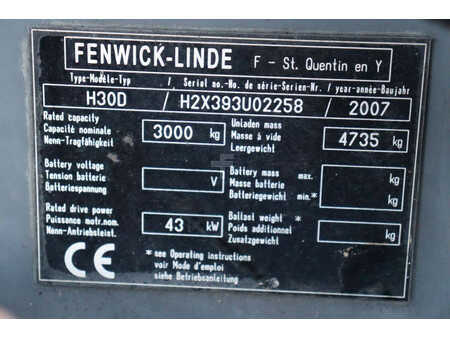 FENWICK-LINDE F - St. Quentin en Y
Type-Modèle-Typ / Serial no.-No. de série-Serien-Nr. / year-année-Baujahr
H30D / H2X393U02258 / 2007
Rated capacity
Capacité nominale 3000 kg
Nenn-Tragfähigkeit
Unladen mass
Masse à vide 4735 kg
Leergewicht
Battery voltage
Tension batterie V
Batteriespannung
Battery mass max. kg
Masse batterie
Batteriegewicht min.* kg
Rated drive power
Puissance motr.nom. 43 kW
Nenn-Antriebsleist.
Ballast weight *
Poids additionnel kg
Zusatzgewicht
CE
* see Operating instructions
voir Mode d'emploi
siehe Betriebsanleitung